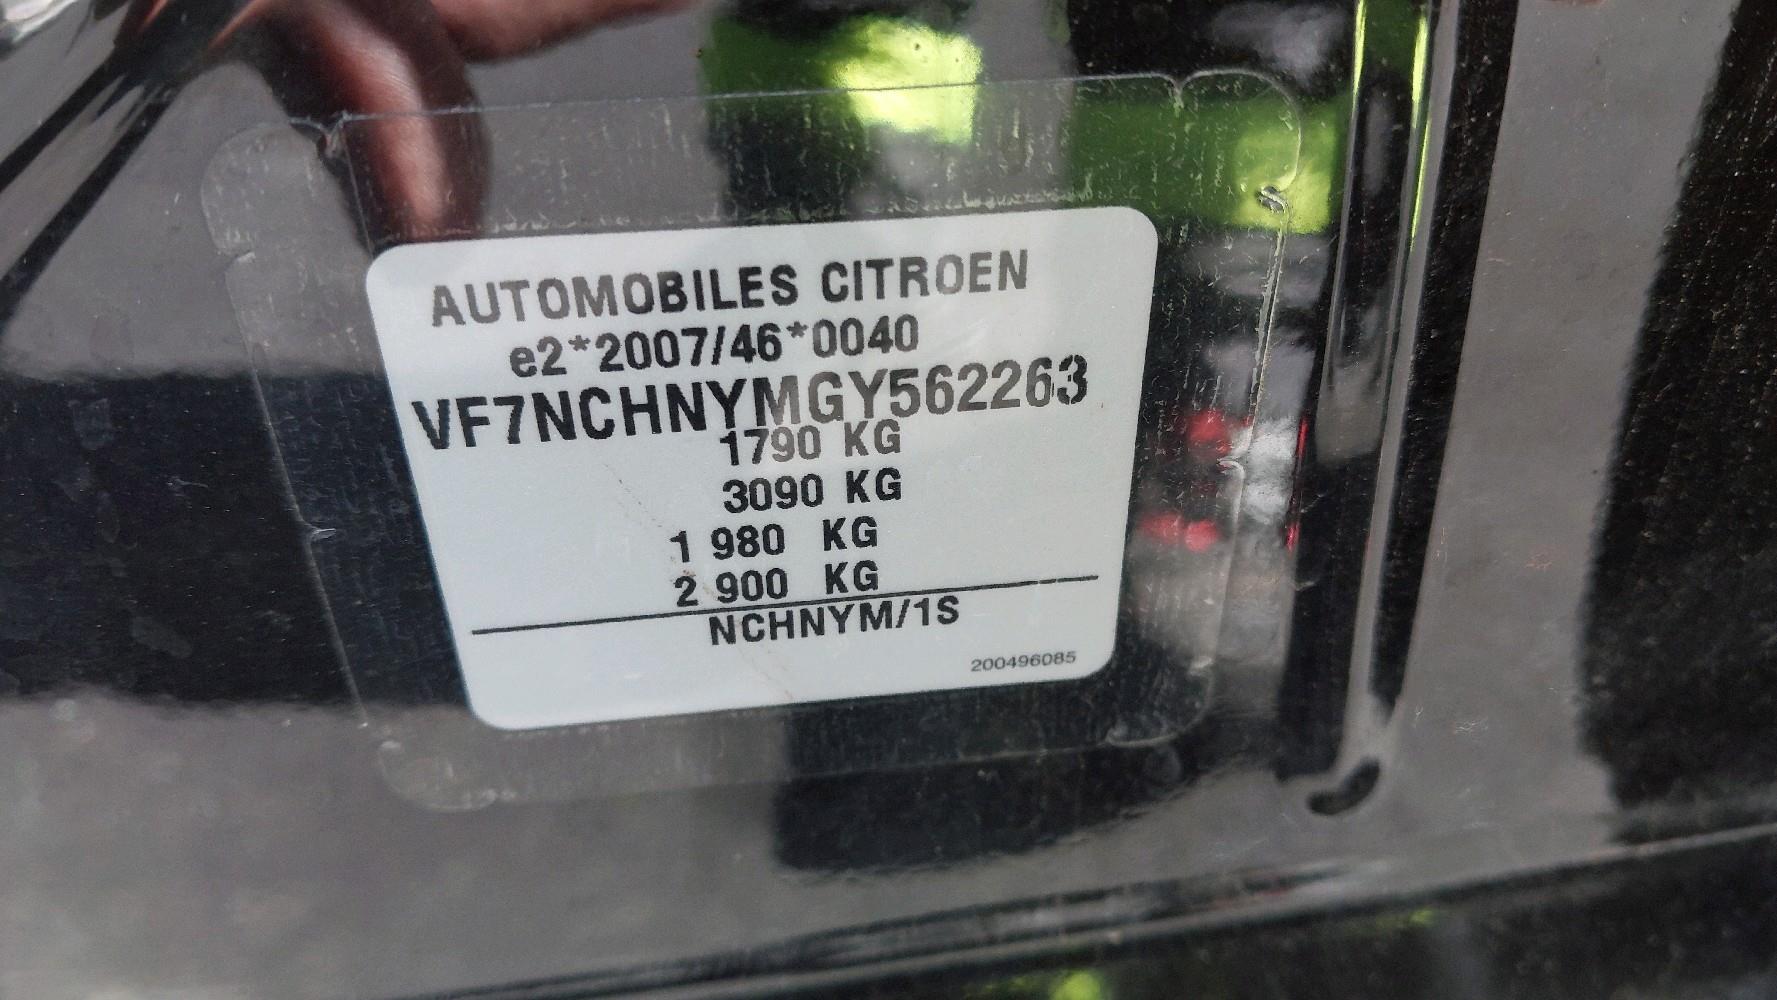 AUTOMOBILES CITROEN
e2*2007/46*0040
VF7NCHNYMGY562263
1790 KG
3090 KG
1 980 KG
2 900 KG
NCHNYM/1S
200496085